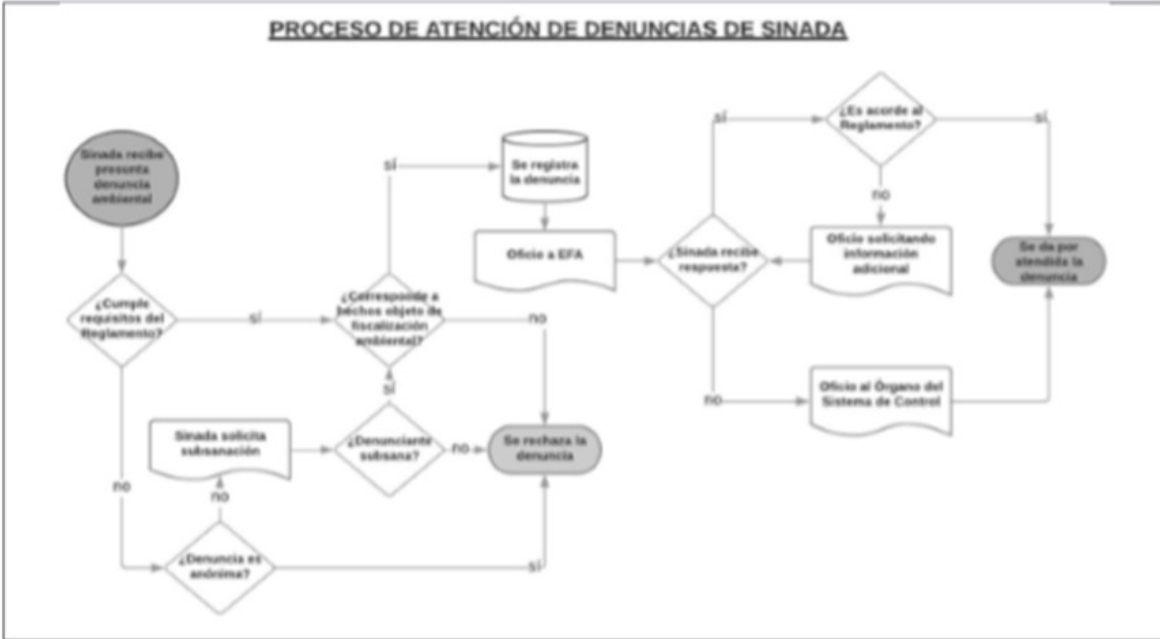 PROCESO DE ATENCIÓN DE DENUNCIAS DE SINADA
Sinada recibe
presunta
denuncia
ambiental
¿Cumple
requisitos del
Reglamento?
sí
no
¿Denuncia es
anónima?
no
sí
Sinada solicita
subsanación
¿Denunciante
subsana?
sí
no
¿Corresponde a
hechos objeto de
fiscalización
ambiental?
sí
no
Se rechaza la
denuncia
Se registra
la denuncia
Oficio a EFA
¿Sinada recibe
respuesta?
sí
no
¿Es acorde al
Reglamento?
sí
no
Oficio solicitando
información
adicional
Oficio al Órgano del
Sistema de Control
Se da por
atendida la
denuncia